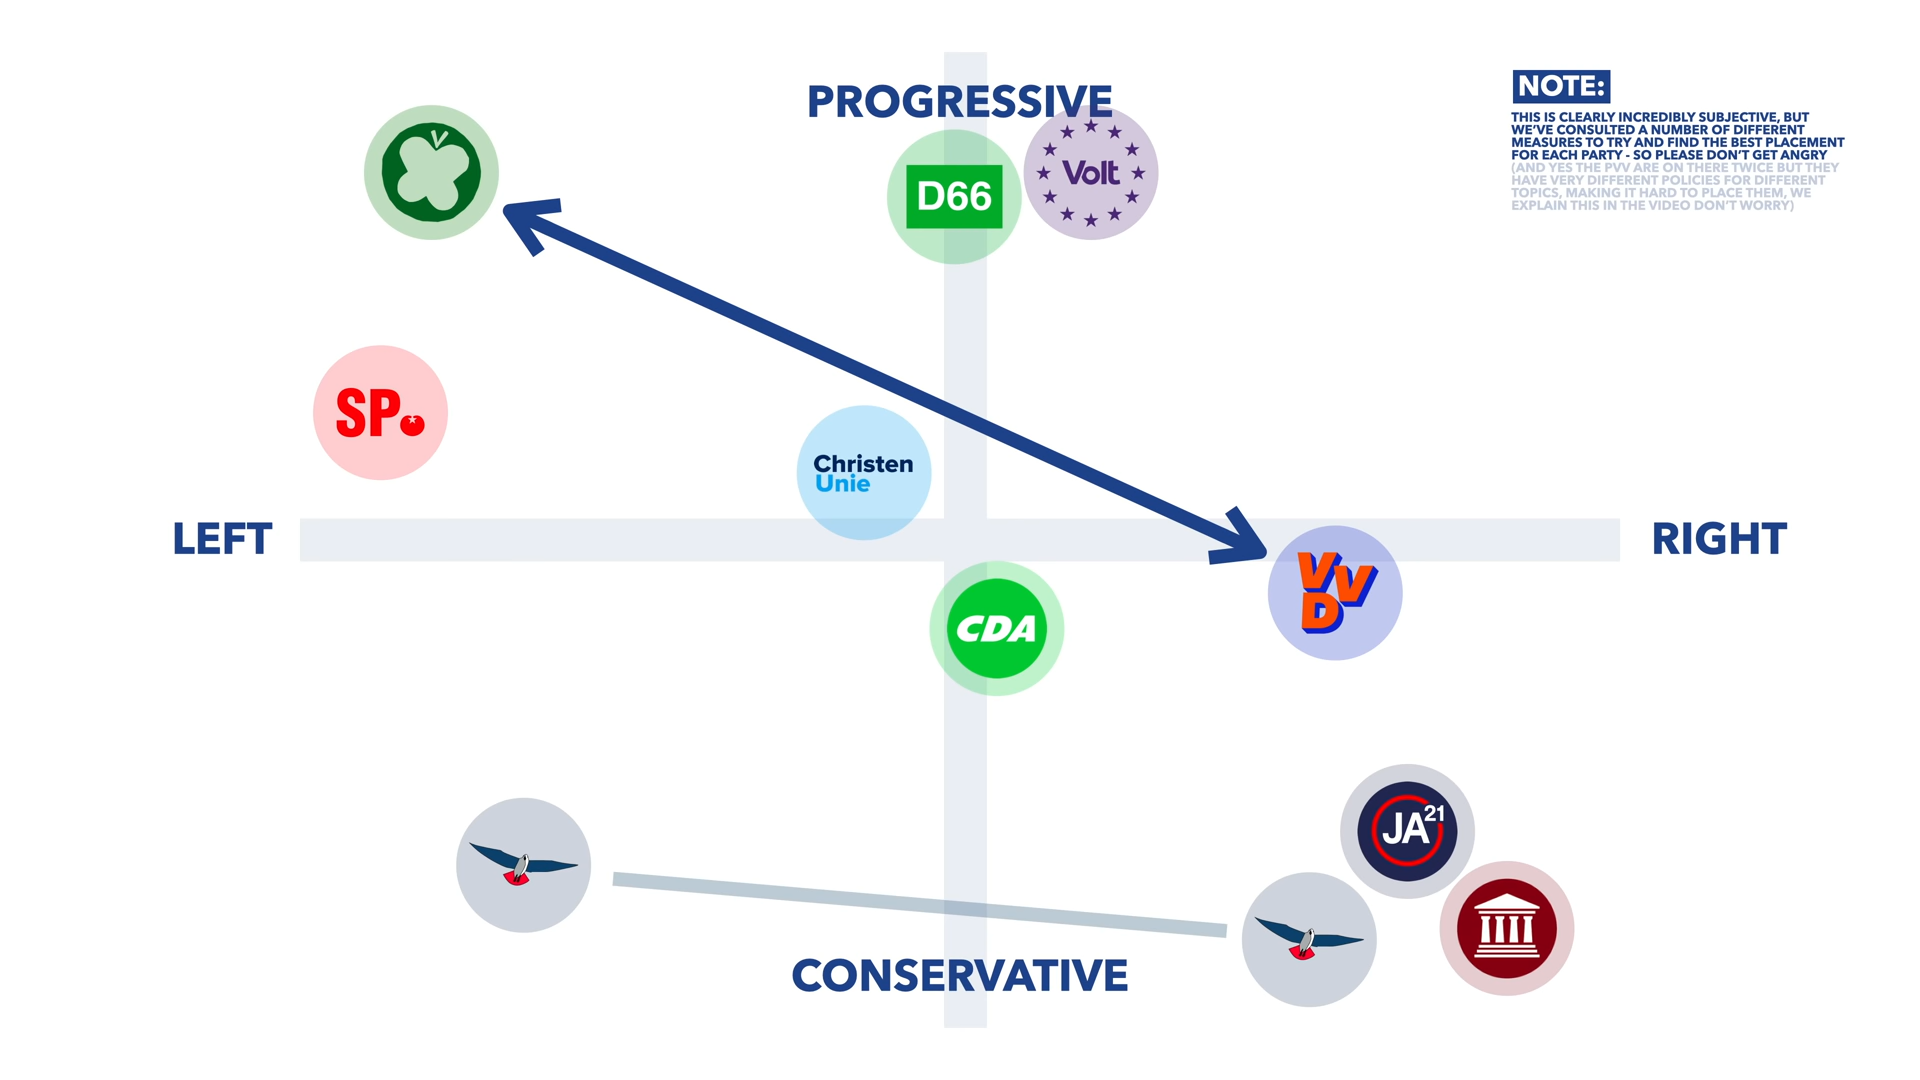 PROGRESSIVE
NOTE:
THIS IS CLEARLY INCREDIBLY SUBJECTIVE, BUT
WE'VE CONSULTED A NUMBER OF DIFFERENT
MEASURES TO TRY AND FIND THE BEST PLACEMENT
FOR EACH PARTY - SO PLEASE DON'T GET ANGRY
(AND YES THE PVV ARE ON THERE TWICE BUT THEY
HAVE VERY DIFFERENT POLICIES FOR DIFFERENT
TOPICS, MAKING IT HARD TO PLACE THEM, WE
EXPLAIN THIS IN THE VIDEO DON'T WORRY)
D66
Volt
SP.
Christen
Unie
LEFT
RIGHT
VVD
CDA
JA21
CONSERVATIVE